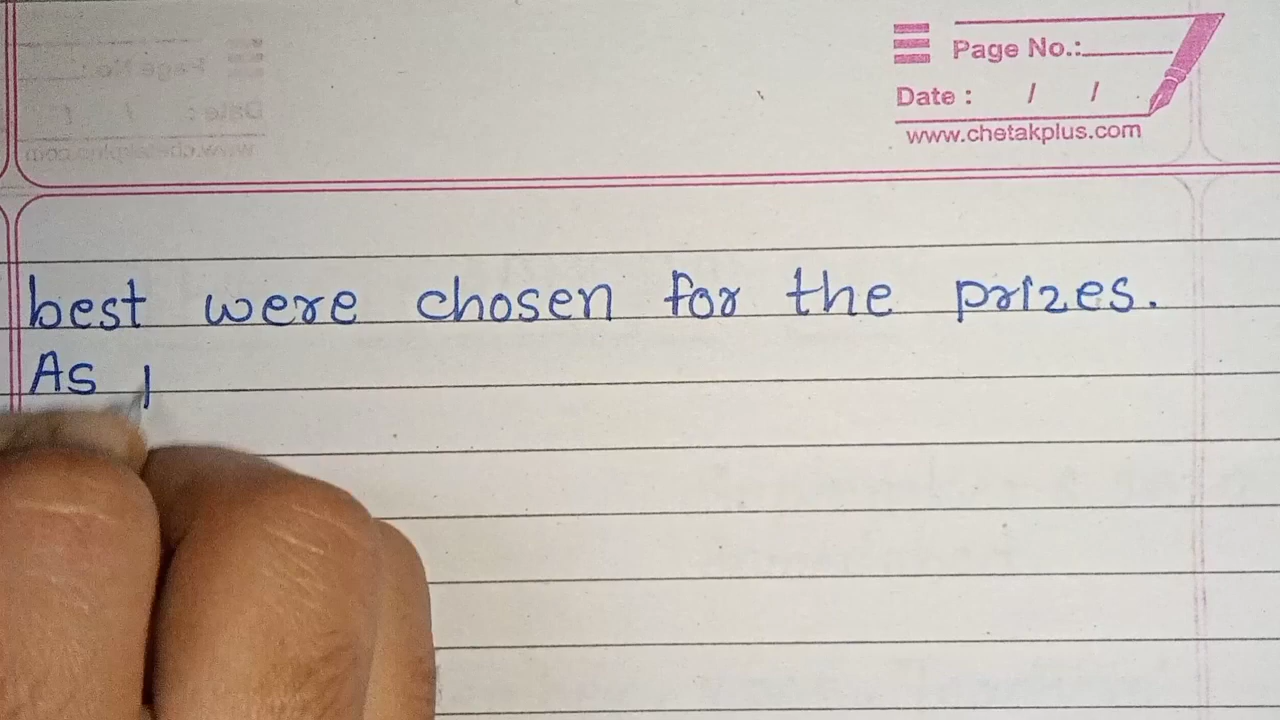 Page No.:
Date : / /
www.chetakplus.com
best were chosen for the prizes.
As